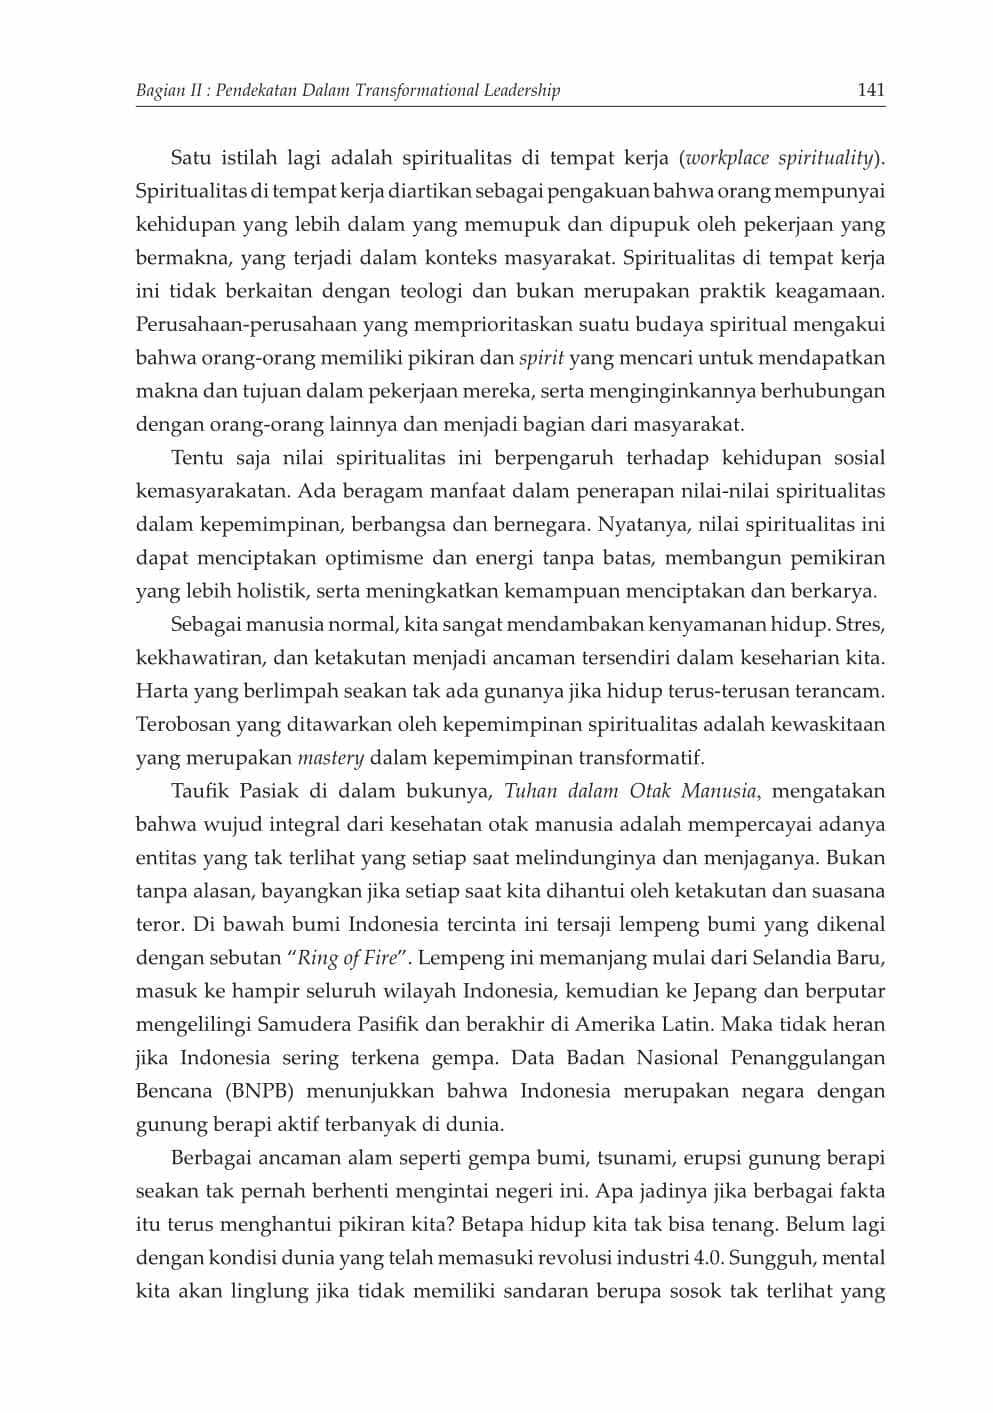 Bagian II : Pendekatan Dalam Transformational Leadership 141
Satu istilah lagi adalah spiritualitas di tempat kerja (workplace spirituality).
Spiritualitas di tempat kerja diartikan sebagai pengakuan bahwa orang mempunyai
kehidupan yang lebih dalam yang memupuk dan dipupuk oleh pekerjaan yang
bermakna, yang terjadi dalam konteks masyarakat. Spiritualitas di tempat kerja
ini tidak berkaitan dengan teologi dan bukan merupakan praktik keagamaan.
Perusahaan-perusahaan yang memprioritaskan suatu budaya spiritual mengakui
bahwa orang-orang memiliki pikiran dan spirit yang mencari untuk mendapatkan
makna dan tujuan dalam pekerjaan mereka, serta menginginkannya berhubungan
dengan orang-orang lainnya dan menjadi bagian dari masyarakat.
Tentu saja nilai spiritualitas ini berpengaruh terhadap kehidupan sosial
kemasyarakatan. Ada beragam manfaat dalam penerapan nilai-nilai spiritualitas
dalam kepemimpinan, berbangsa dan bernegara. Nyatanya, nilai spiritualitas ini
dapat menciptakan optimisme dan energi tanpa batas, membangun pemikiran
yang lebih holistik, serta meningkatkan kemampuan menciptakan dan berkarya.
Sebagai manusia normal, kita sangat mendambakan kenyamanan hidup. Stres,
kekhawatiran, dan ketakutan menjadi ancaman tersendiri dalam keseharian kita.
Harta yang berlimpah seakan tak ada gunanya jika hidup terus-terusan terancam.
Terobosan yang ditawarkan oleh kepemimpinan spiritualitas adalah kewaskitaan
yang merupakan mastery dalam kepemimpinan transformatif.
Taufik Pasiak di dalam bukunya, Tuhan dalam Otak Manusia, mengatakan
bahwa wujud integral dari kesehatan otak manusia adalah mempercayai adanya
entitas yang tak terlihat yang setiap saat melindunginya dan menjaganya. Bukan
tanpa alasan, bayangkan jika setiap saat kita dihantui oleh ketakutan dan suasana
teror. Di bawah bumi Indonesia tercinta ini tersaji lempeng bumi yang dikenal
dengan sebutan “Ring of Fire”. Lempeng ini memanjang mulai dari Selandia Baru,
masuk ke hampir seluruh wilayah Indonesia, kemudian ke Jepang dan berputar
mengelilingi Samudera Pasifik dan berakhir di Amerika Latin. Maka tidak heran
jika Indonesia sering terkena gempa. Data Badan Nasional Penanggulangan
Bencana (BNPB) menunjukkan bahwa Indonesia merupakan negara dengan
gunung berapi aktif terbanyak di dunia.
Berbagai ancaman alam seperti gempa bumi, tsunami, erupsi gunung berapi
seakan tak pernah berhenti mengintai negeri ini. Apa jadinya jika berbagai fakta
itu terus menghantui pikiran kita? Betapa hidup kita tak bisa tenang. Belum lagi
dengan kondisi dunia yang telah memasuki revolusi industri 4.0. Sungguh, mental
kita akan linglung jika tidak memiliki sandaran berupa sosok tak terlihat yang